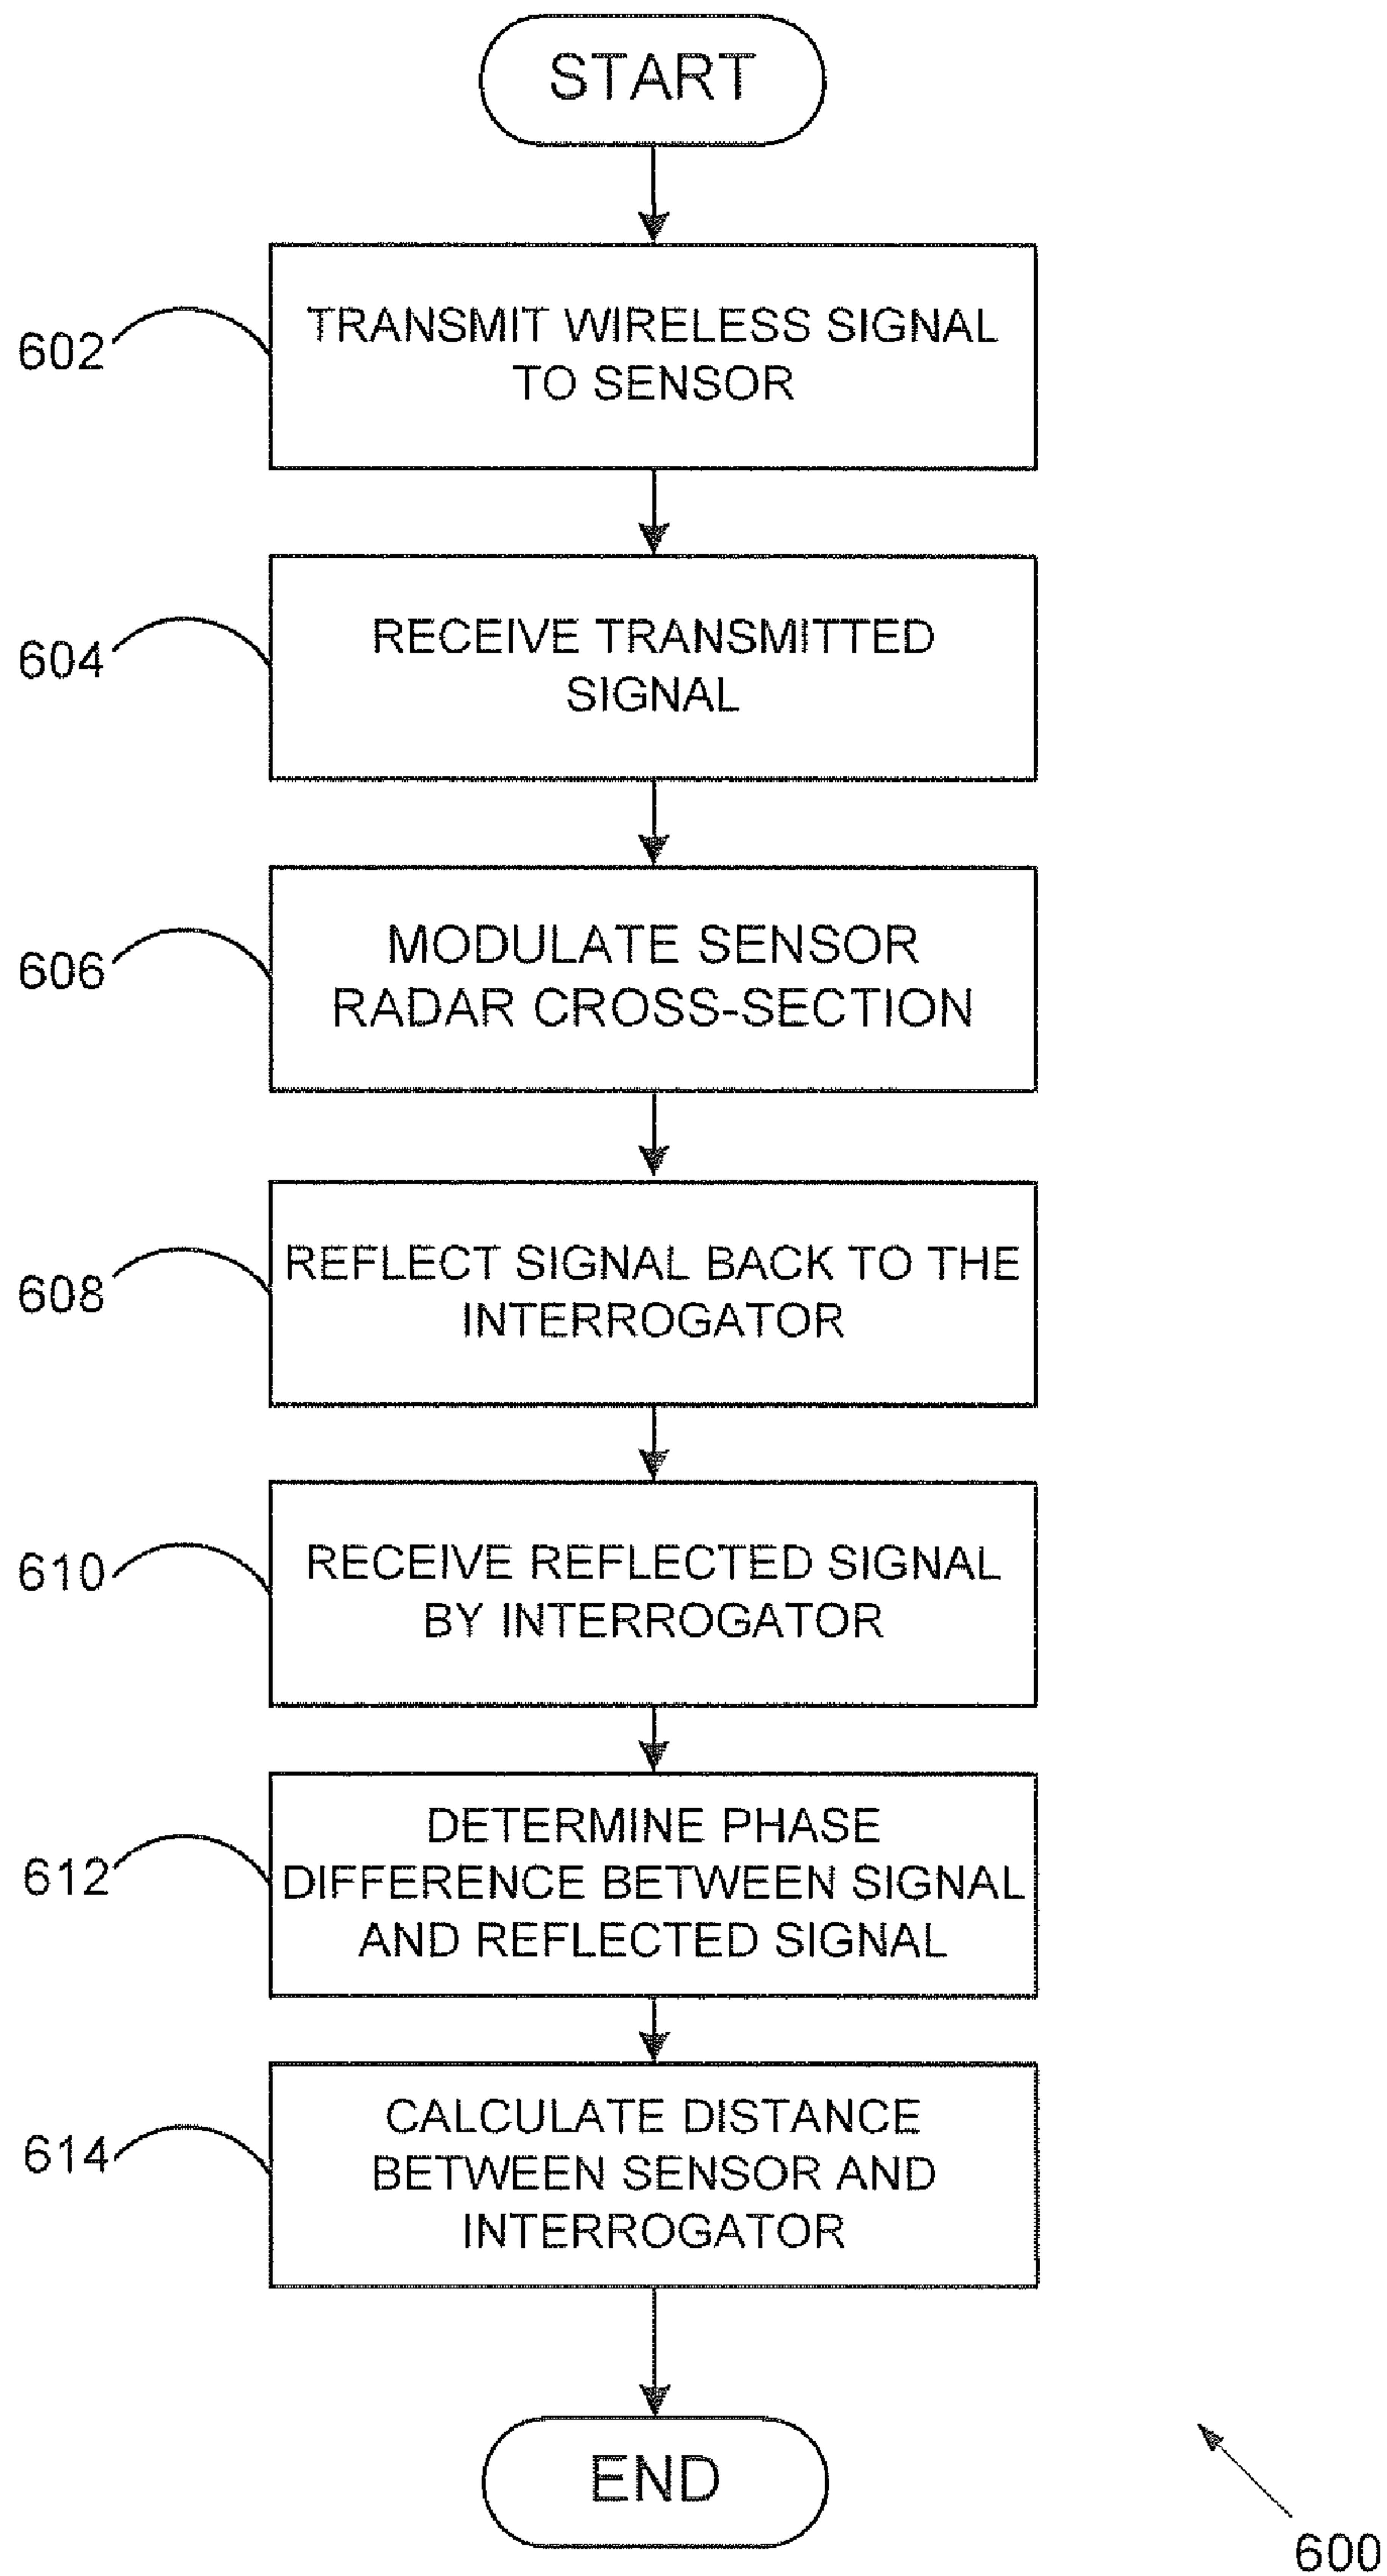 START
602
TRANSMIT WIRELESS SIGNAL
TO SENSOR
604
RECEIVE TRANSMITTED
SIGNAL
606
MODULATE SENSOR
RADAR CROSS-SECTION
608
REFLECT SIGNAL BACK TO THE
INTERROGATOR
610
RECEIVE REFLECTED SIGNAL
BY INTERROGATOR
612
DETERMINE PHASE
DIFFERENCE BETWEEN SIGNAL
AND REFLECTED SIGNAL
614
CALCULATE DISTANCE
BETWEEN SENSOR AND
INTERROGATOR
END
600